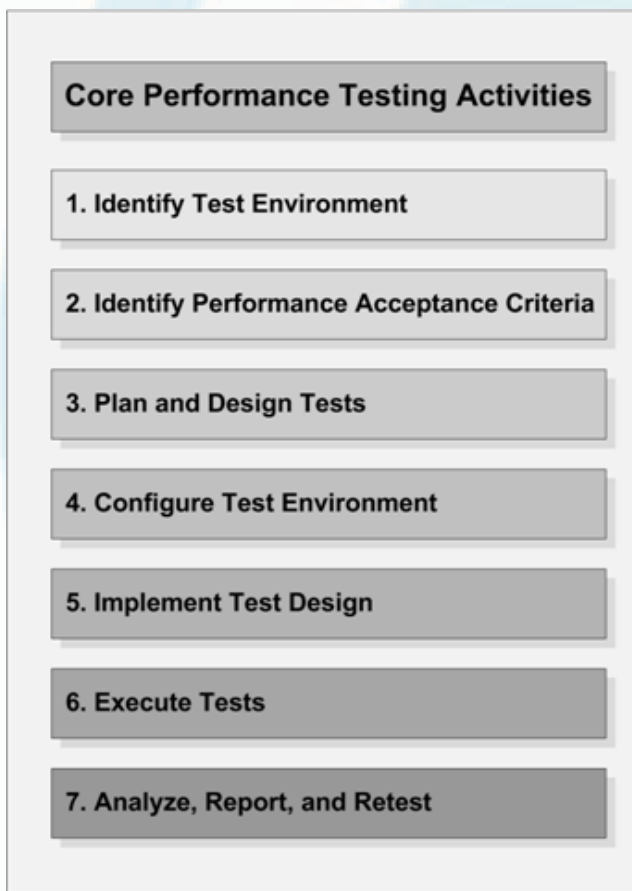 Core Performance Testing Activities
1. Identify Test Environment
2. Identify Performance Acceptance Criteria
3. Plan and Design Tests
4. Configure Test Environment
5. Implement Test Design
6. Execute Tests
7. Analyze, Report, and Retest